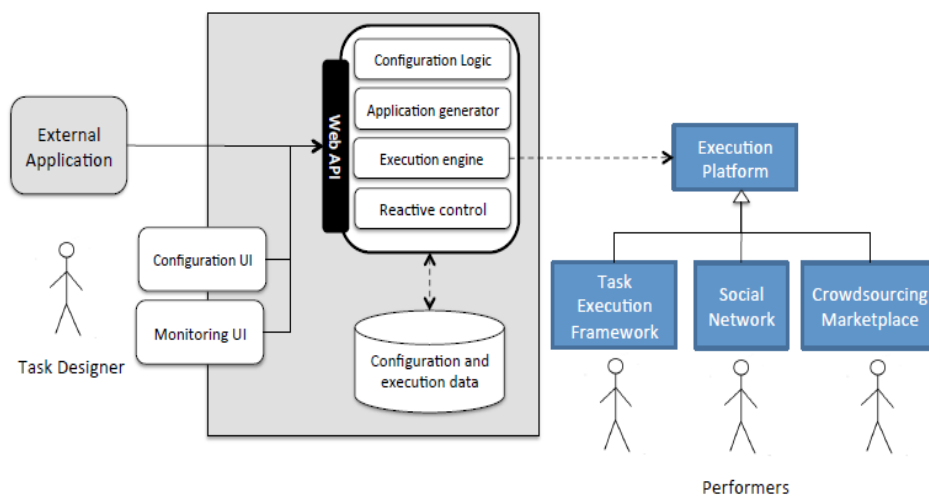 External
Application
Task Designer
Configuration UI
Monitoring UI
Web API
Configuration Logic
Application generator
Execution engine
Reactive control
Configuration and
execution data
Execution
Platform
Task
Execution
Framework
Social
Network
Crowdsourcing
Marketplace
Performers